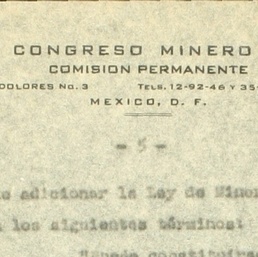 CONGRESO MINERO
COMISION PERMANENTE
DOLORES No. 3 TELS. 12-92-46 Y 35
MEXICO, D. F.
- 5 -
adicionar la Ley de
los siguientes términos: